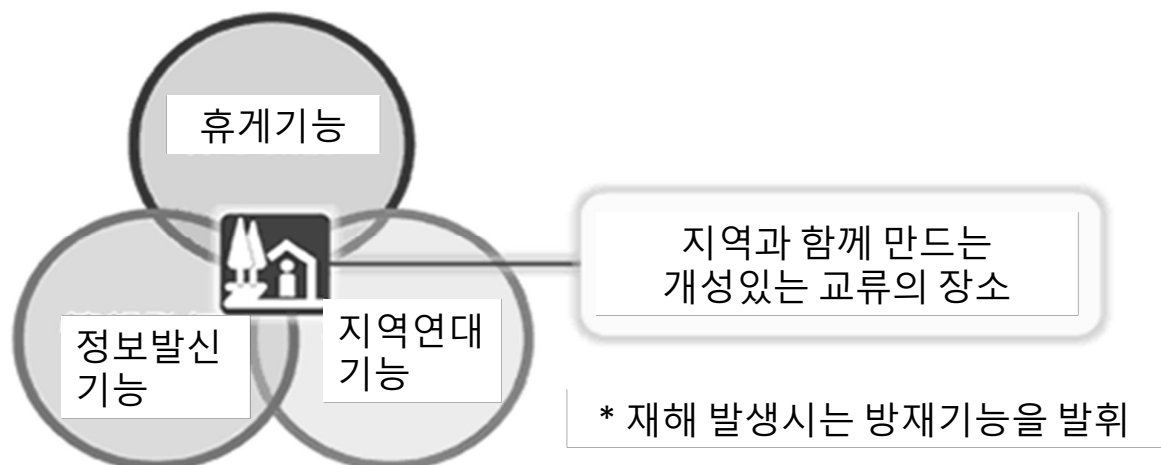 휴게기능
지역과 함께 만드는
개성있는 교류의 장소
정보발신
기능
지역연대
기능
* 재해 발생시는 방재기능을 발휘